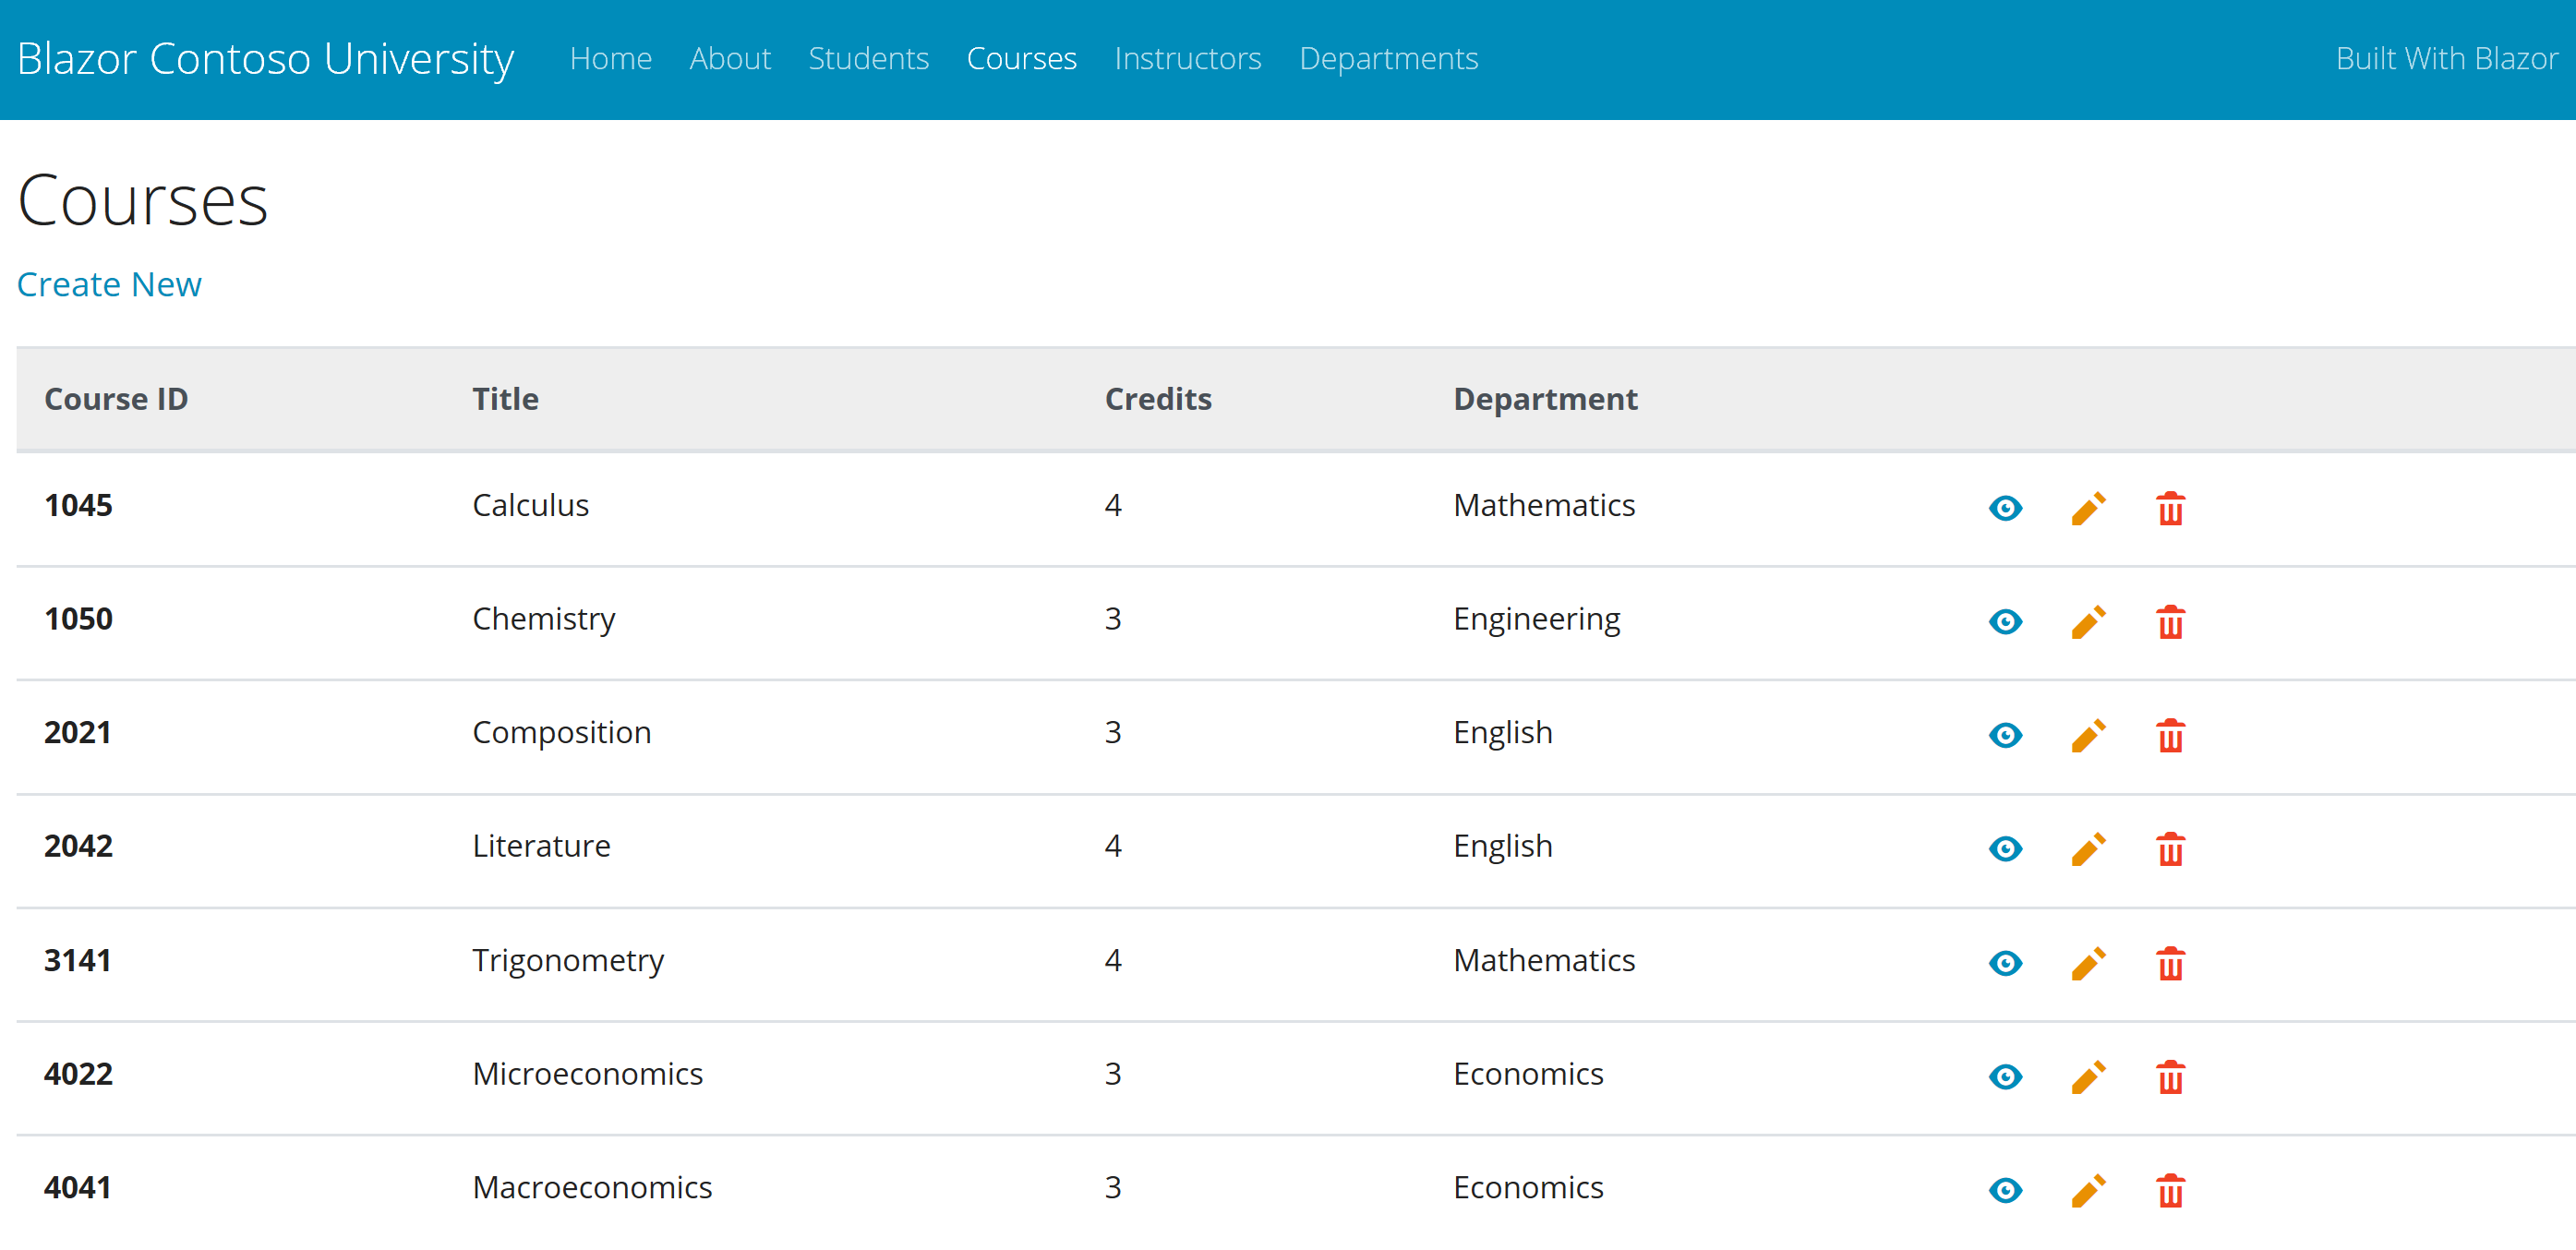 Blazor Contoso University Home About Students Courses Instructors Departments Built With Blazor
Courses
Create New
Course ID Title Credits Department
1045 Calculus 4 Mathematics
1050 Chemistry 3 Engineering
2021 Composition 3 English
2042 Literature 4 English
3141 Trigonometry 4 Mathematics
4022 Microeconomics 3 Economics
4041 Macroeconomics 3 Economics